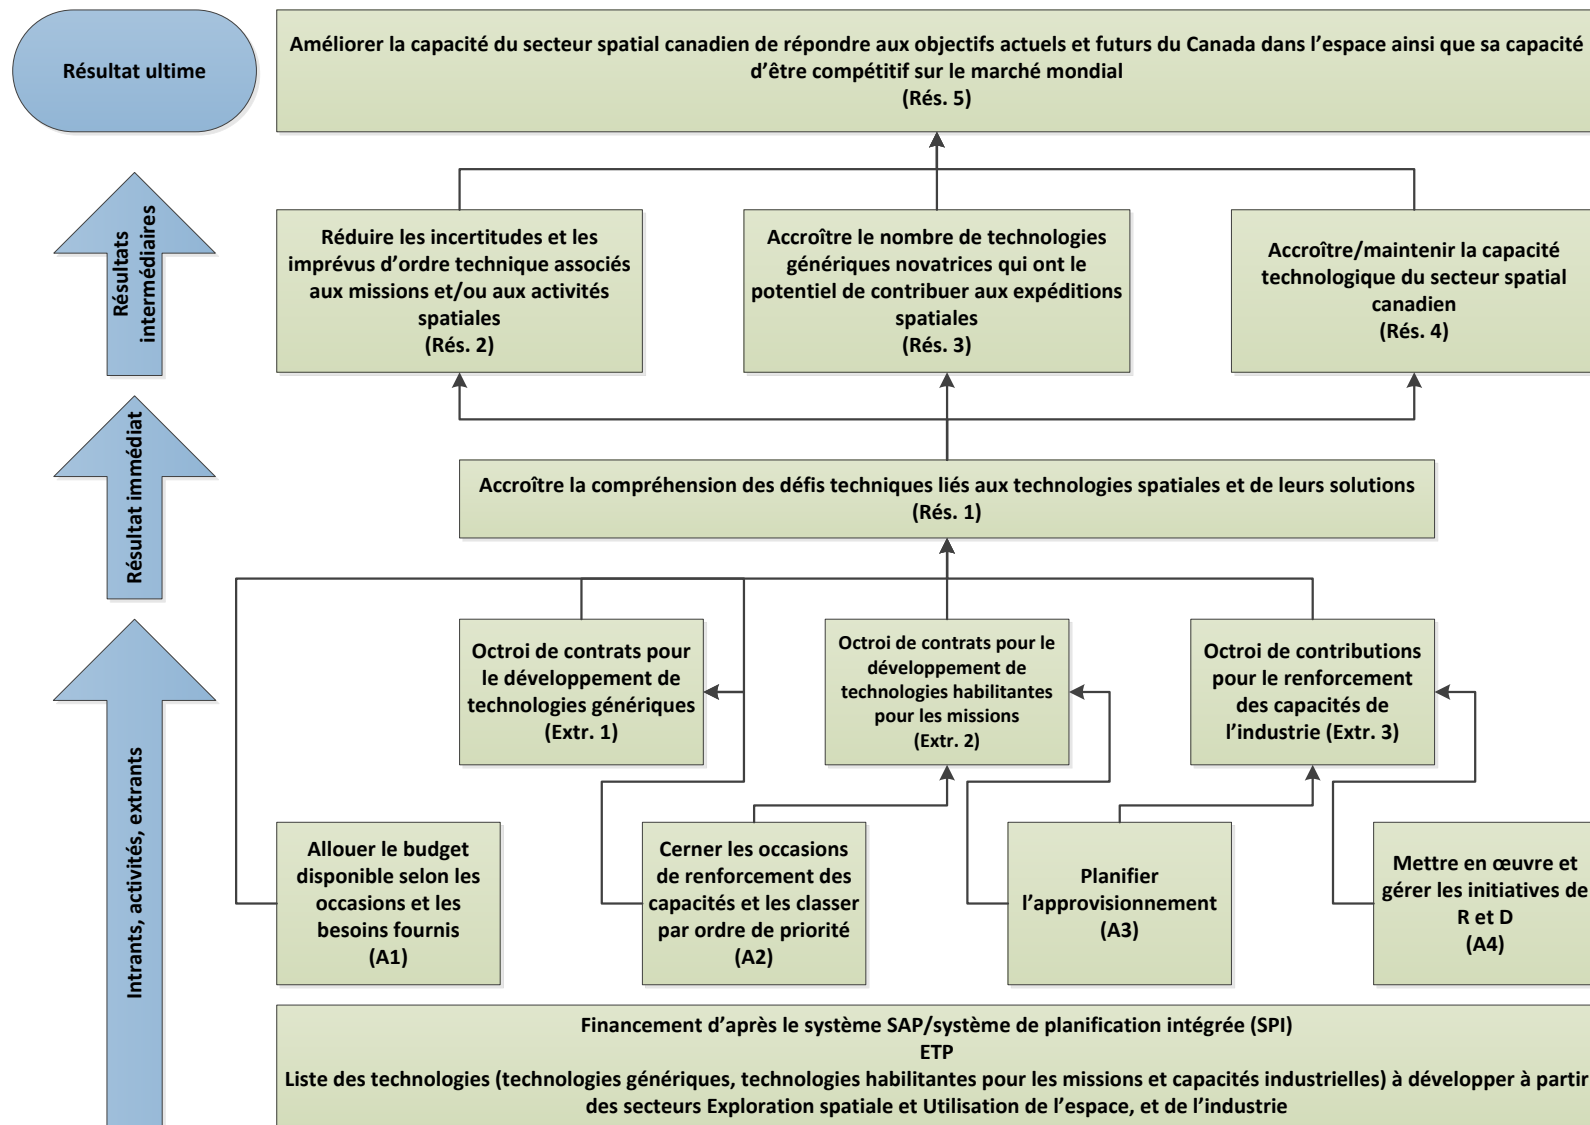 Résultat ultime
Améliorer la capacité du secteur spatial canadien de répondre aux objectifs actuels et futurs du Canada dans l’espace ainsi que sa capacité
d’être compétitif sur le marché mondial
(Rés. 5)
Résultats
intermédiaires
Réduire les incertitudes et les
imprévus d’ordre technique associés
aux missions et/ou aux activités
spatiales
(Rés. 2)
Accroître le nombre de technologies
génériques novatrices qui ont le
potentiel de contribuer aux expéditions
spatiales
(Rés. 3)
Accroître/maintenir la capacité
technologique du secteur spatial
canadien
(Rés. 4)
Résultat immédiat
Accroître la compréhension des défis techniques liés aux technologies spatiales et de leurs solutions
(Rés. 1)
Intrants, activités, extrants
Octroi de contrats pour
le développement de
technologies génériques
(Extr. 1)
Octroi de contrats pour le
développement de
technologies habilitantes
pour les missions
(Extr. 2)
Octroi de contributions
pour le renforcement
des capacités de
l’industrie (Extr. 3)
Allouer le budget
disponible selon les
occasions et les
besoins fournis
(A1)
Cerner les occasions
de renforcement des
capacités et les classer
par ordre de priorité
(A2)
Planifier
l’approvisionnement
(A3)
Mettre en œuvre et
gérer les initiatives de
R et D
(A4)
Financement d’après le système SAP/système de planification intégrée (SPI)
ETP
Liste des technologies (technologies génériques, technologies habilitantes pour les missions et capacités industrielles) à développer à partir
des secteurs Exploration spatiale et Utilisation de l’espace, et de l’industrie